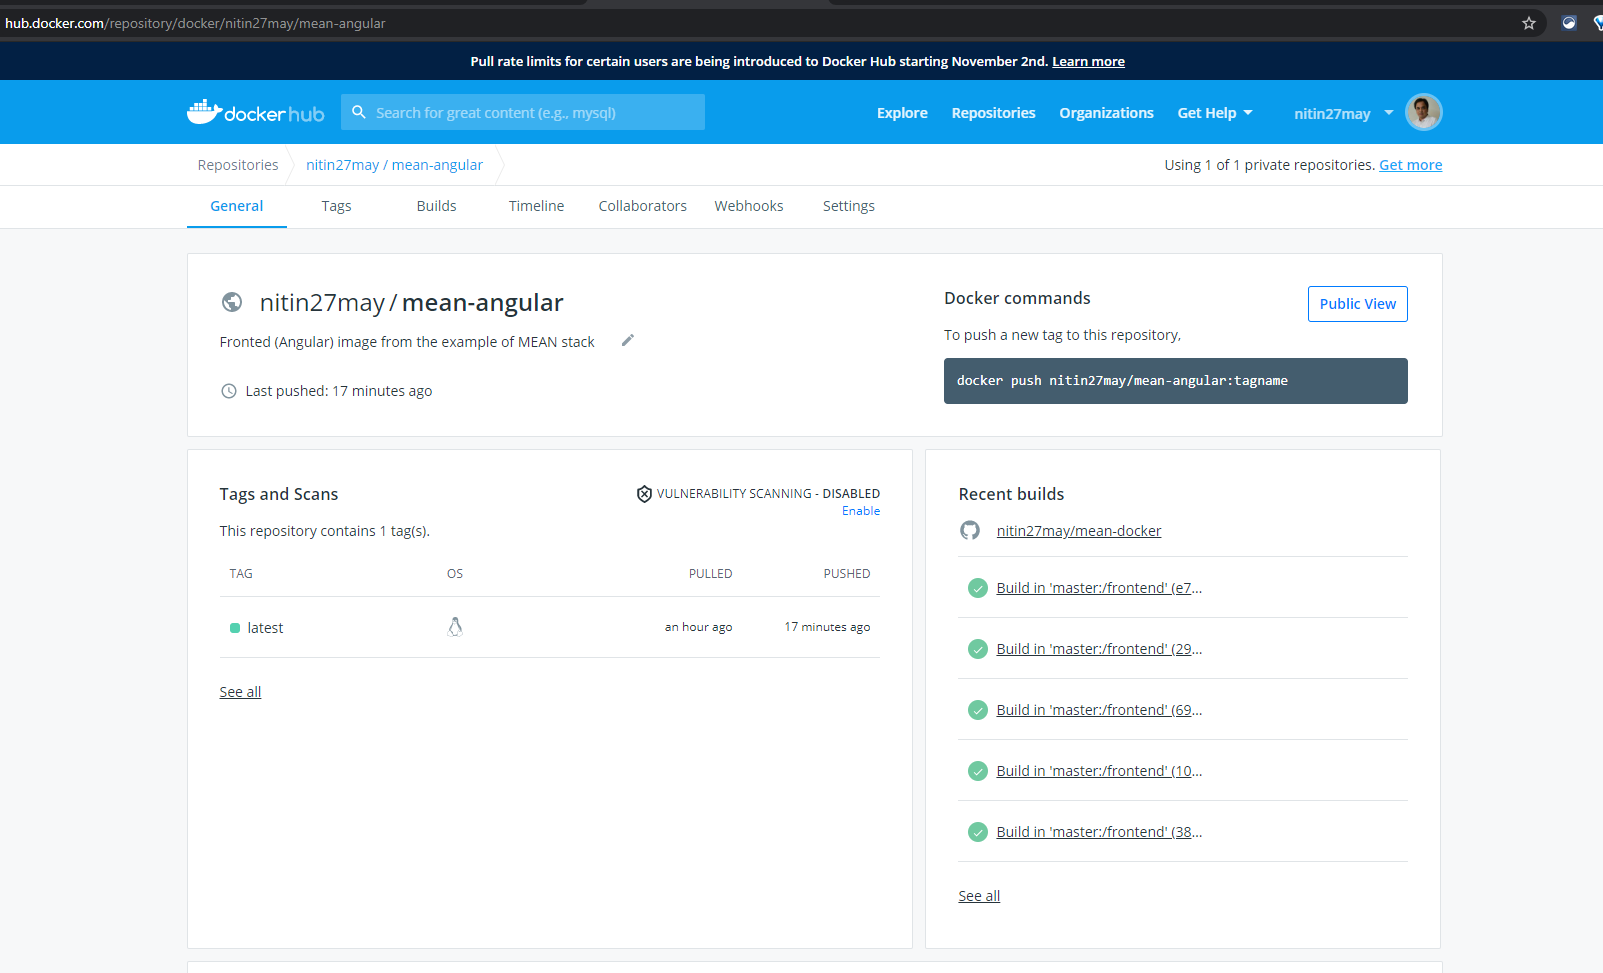 hub.docker.com/repository/docker/nitin27may/mean-angular
Pull rate limits for certain users are being introduced to Docker Hub starting November 2nd. Learn more
docker hub
Search for great content (e.g., mysql)
Explore
Repositories
Organizations
Get Help
nitin27may
Repositories
nitin27may / mean-angular
Using 1 of 1 private repositories. Get more
General
Tags
Builds
Timeline
Collaborators
Webhooks
Settings
nitin27may / mean-angular
Fronted (Angular) image from the example of MEAN stack
Last pushed: 17 minutes ago
Docker commands
Public View
To push a new tag to this repository,
docker push nitin27may/mean-angular:tagname
Tags and Scans
VULNERABILITY SCANNING - DISABLED
Enable
This repository contains 1 tag(s).
TAG
OS
PULLED
PUSHED
latest
an hour ago
17 minutes ago
See all
Recent builds
nitin27may/mean-docker
Build in 'master:/frontend' (e7...
Build in 'master:/frontend' (29...
Build in 'master:/frontend' (69...
Build in 'master:/frontend' (10...
Build in 'master:/frontend' (38...
See all